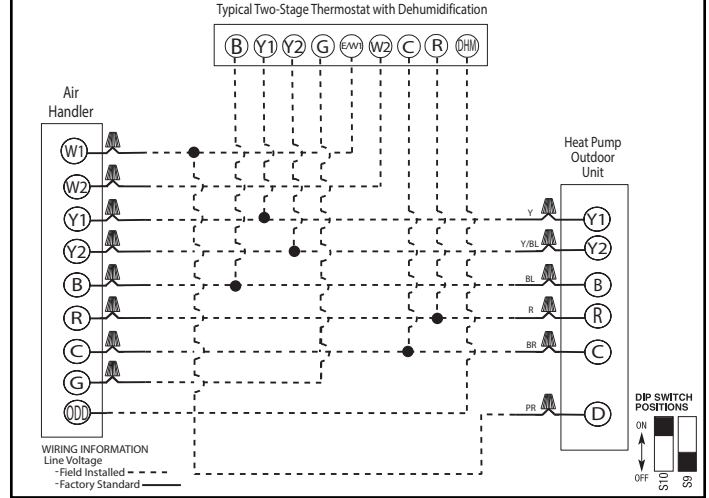 Typical Two-Stage Thermostat with Dehumidification
B Y1 Y2 G E/W1 W2 C R DHM
Air
Handler
W1
W2
Y1
Y2
B
R
C
G
ODD
Heat Pump
Outdoor
Unit
Y Y1
Y/BL Y2
BL B
R R
BR C
PR D
DIP SWITCH
POSITIONS
ON
OFF
S10 S9
WIRING INFORMATION
Line Voltage
-Field Installed
-Factory Standard